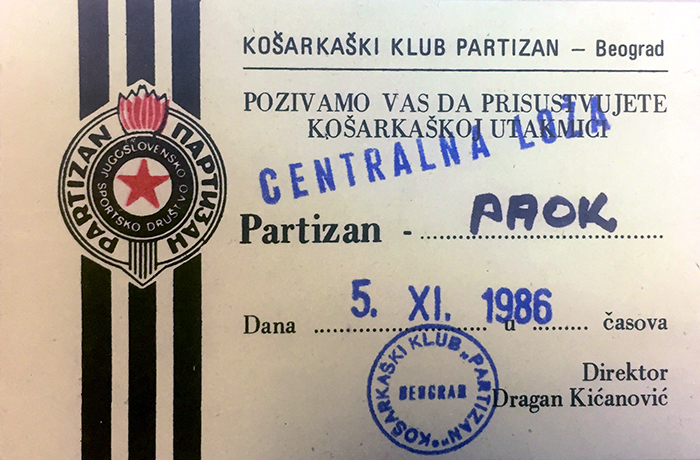 KOŠARKAŠKI KLUB PARTIZAN – Beograd
POZIVAMO VAS DA PRISUSTVUJETE
KOŠARKAŠKOJ UTAKMICI
CENTRALNA LOŽA
Partizan - PAOK
5. XI. 1986
Dana ........................ u ......... časova
Direktor
Dragan Kićanović
KOŠARKAŠKI KLUB „PARTIZAN"
BEOGRAD
PARTIZAN ПАРТИЗАН
JUGOSLOVENSKO
SPORTSKO DRUŠTVO